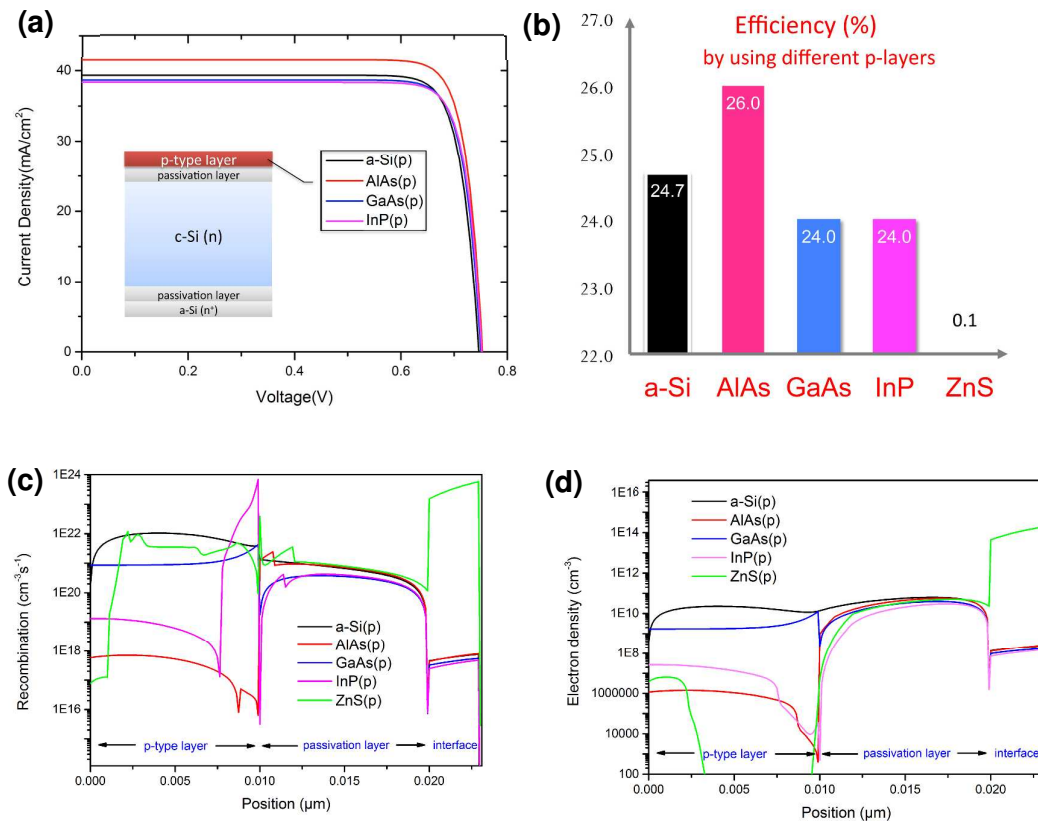 (a)
40
30
20
10
0
0.0
0.2
0.4
0.6
0.8
Current Density(mA/cm²)
Voltage(V)
p-type layer
passivation layer
c-Si (n)
passivation layer
a-Si (n⁺)
a-Si(p)
AlAs(p)
GaAs(p)
InP(p)
(b)
Efficiency (%)
by using different p-layers
27.0
26.0
25.0
24.0
23.0
22.0
24.7
26.0
24.0
24.0
0.1
a-Si
AlAs
GaAs
InP
ZnS
(c)
1E24
1E22
1E20
1E18
1E16
Recombination (cm⁻³s⁻¹)
a-Si(p)
AlAs(p)
GaAs(p)
InP(p)
ZnS(p)
p-type layer
passivation layer
interface
0.000
0.005
0.010
0.015
0.020
Position (μm)
(d)
1E16
1E14
1E12
1E10
1E8
1000000
10000
100
Electron density (cm⁻³)
a-Si(p)
AlAs(p)
GaAs(p)
InP(p)
ZnS(p)
p-type layer
passivation layer
interface
0.000
0.005
0.010
0.015
0.020
Position (μm)